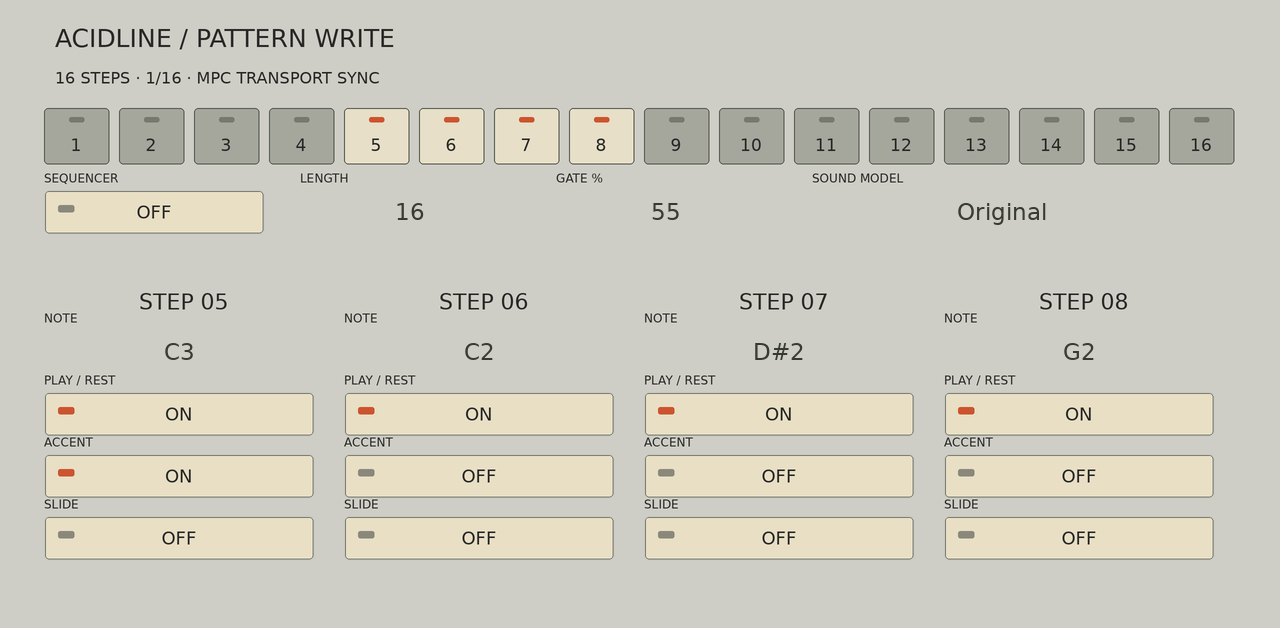 ACIDLINE / PATTERN WRITE
16 STEPS · 1/16 · MPC TRANSPORT SYNC
1 2 3 4 5 6 7 8 9 10 11 12 13 14 15 16
SEQUENCER LENGTH GATE % SOUND MODEL
OFF 16 55 Original
STEP 05 STEP 06 STEP 07 STEP 08
NOTE NOTE NOTE NOTE
C3 C2 D#2 G2
PLAY / REST PLAY / REST PLAY / REST PLAY / REST
ON ON ON ON
ACCENT ACCENT ACCENT ACCENT
ON OFF OFF OFF
SLIDE SLIDE SLIDE SLIDE
OFF OFF OFF OFF